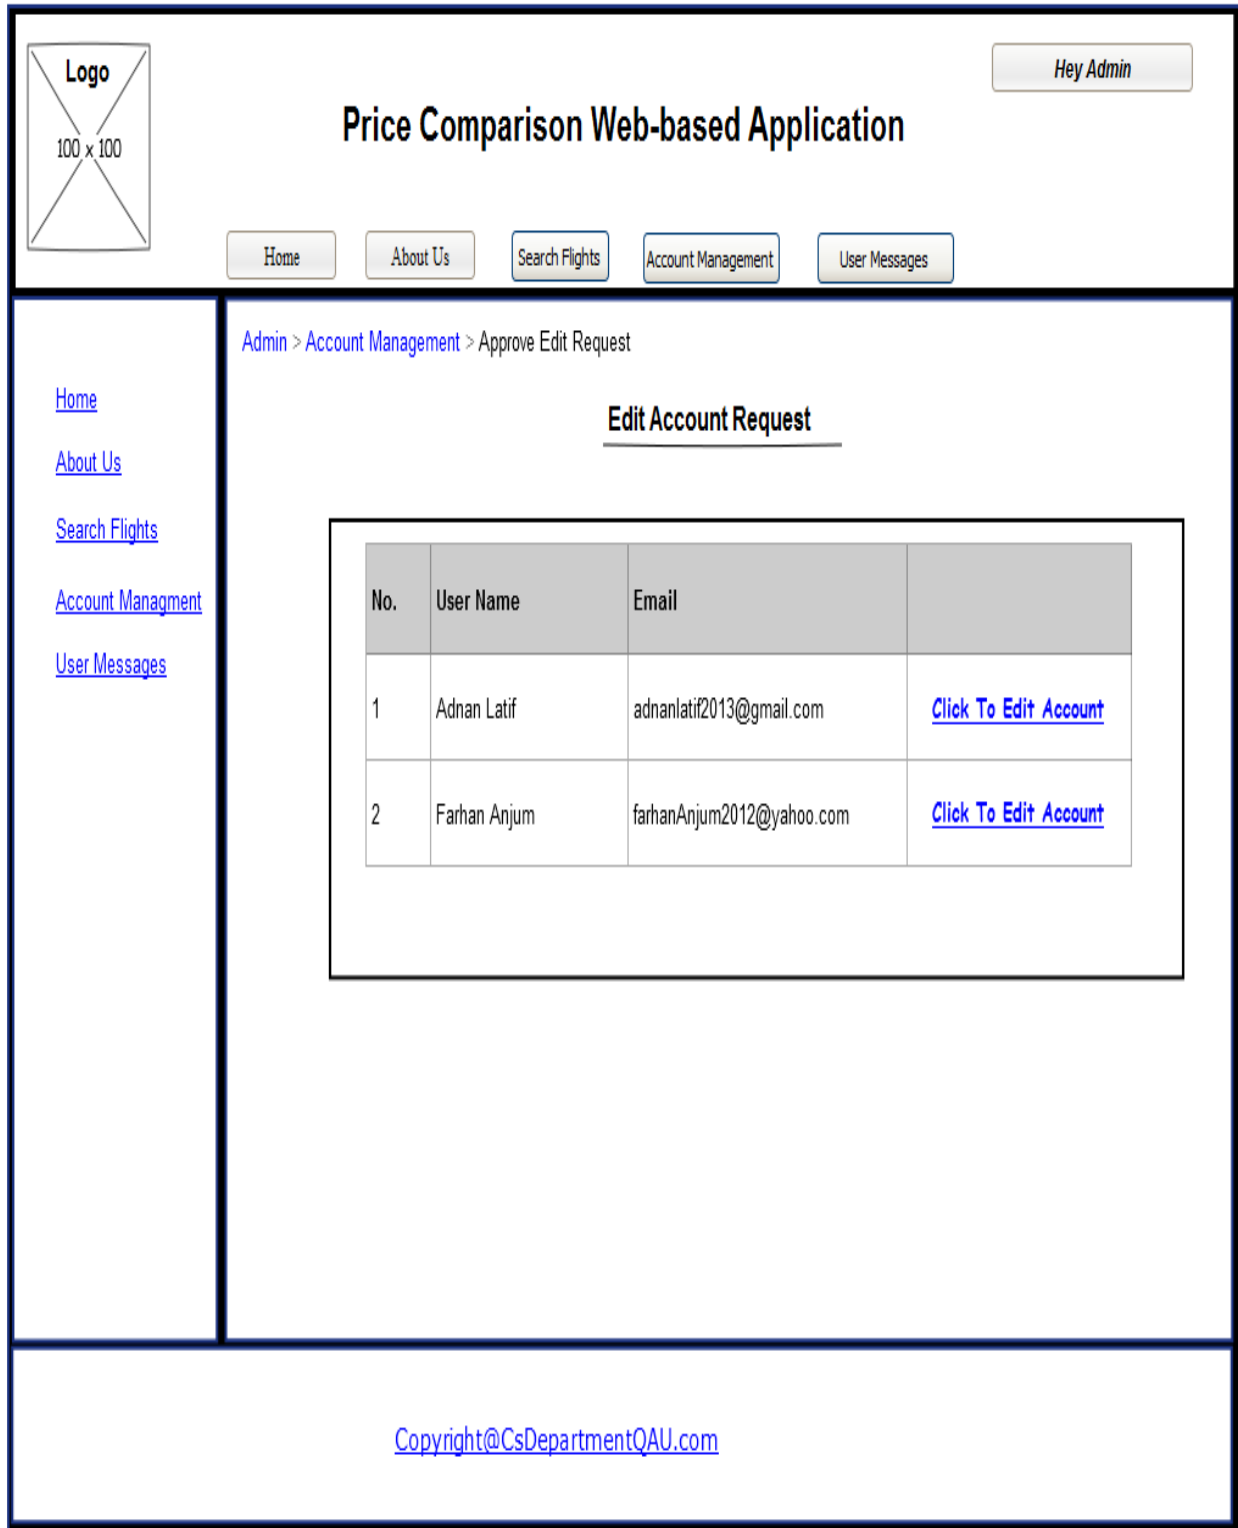 Logo
100 x 100
Hey Admin
Price Comparison Web-based Application
Home About Us Search Flights Account Management User Messages
Admin > Account Management > Approve Edit Request
Home
About Us
Search Flights
Account Managment
User Messages
Edit Account Request
No. User Name Email
1 Adnan Latif adnanlatif2013@gmail.com Click To Edit Account
2 Farhan Anjum farhanAnjum2012@yahoo.com Click To Edit Account
Copyright@CsDepartmentQAU.com